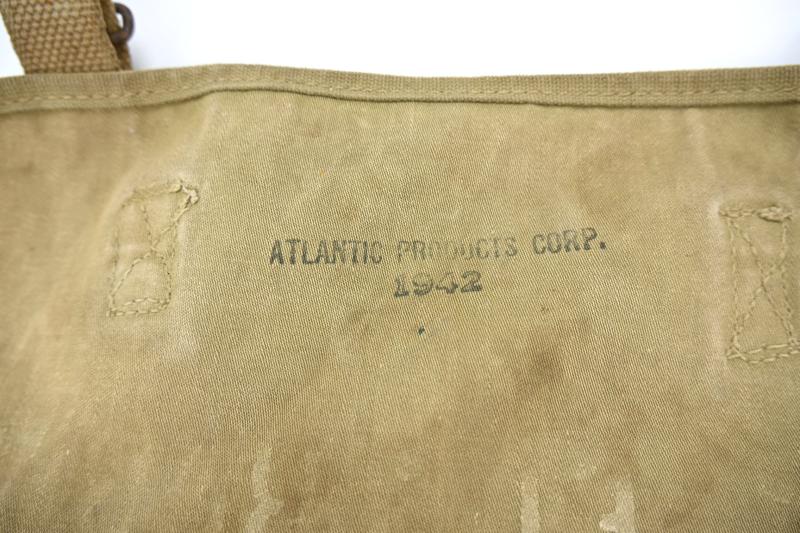 ATLANTIC PRODUCTS CORP.
1942